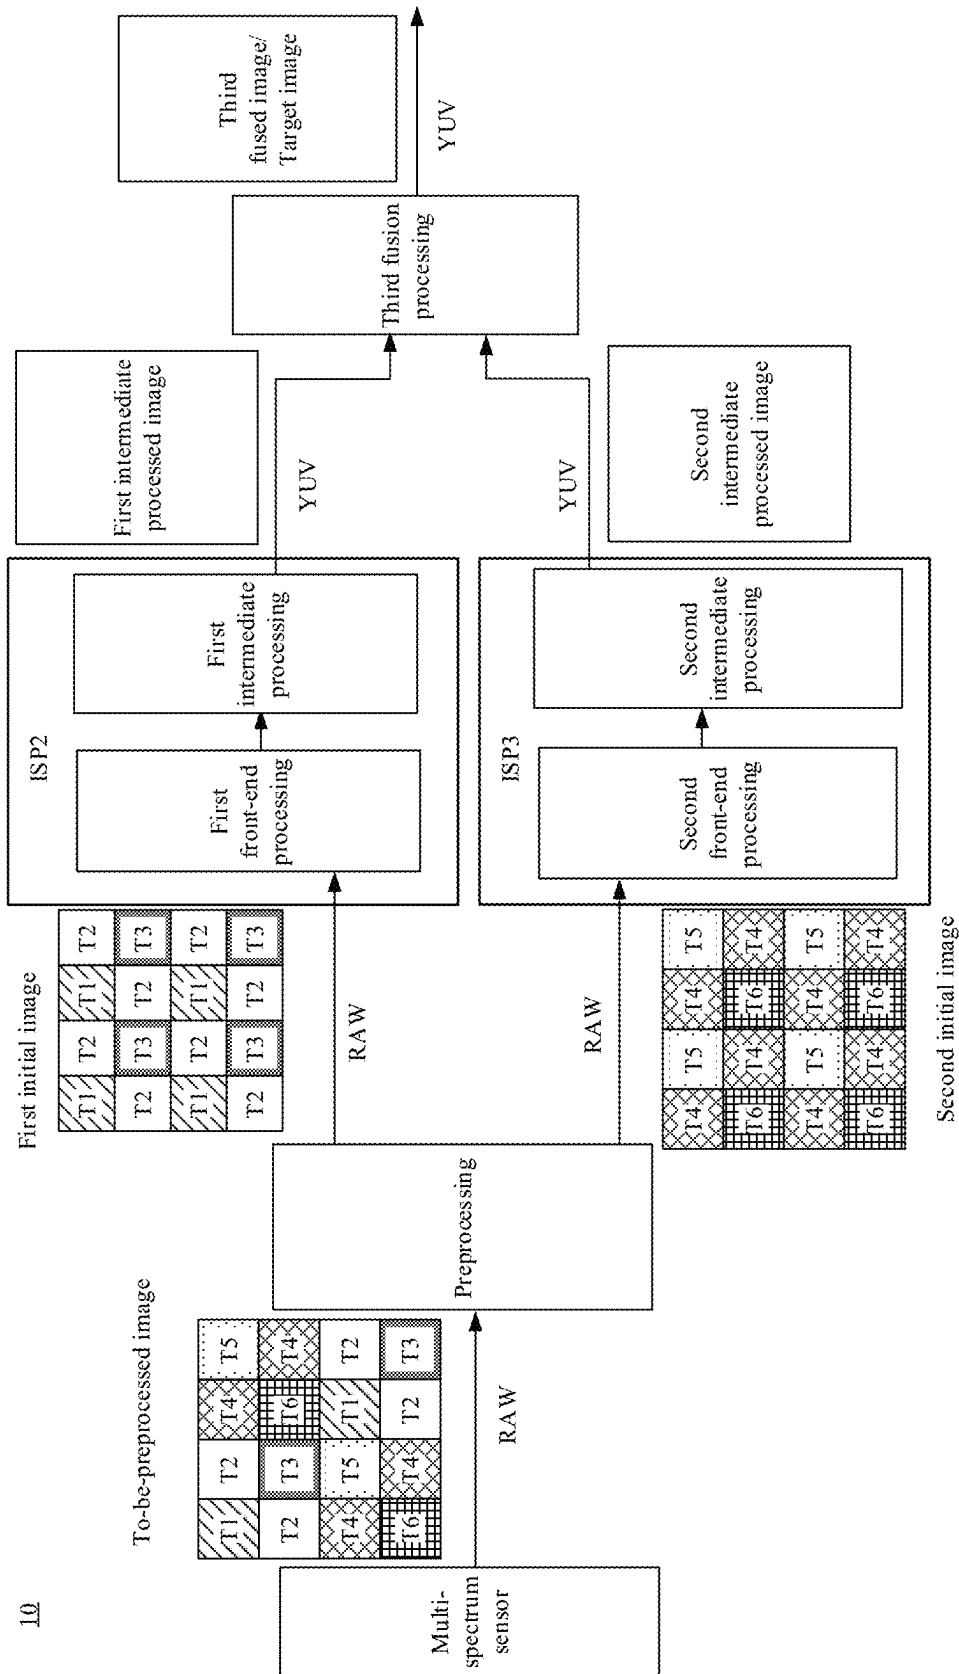 10
To-be-preprocessed image
T1 T2 T4 T5
T2 T3 T6 T4
T4 T5 T1 T2
T6 T4 T2 T3
Multi-
spectrum
sensor
RAW
Preprocessing
First initial image
T1 T2 T1 T2
T2 T3 T2 T3
T1 T2 T1 T2
T2 T3 T2 T3
RAW
RAW
T4 T5 T4 T5
T6 T4 T6 T4
T4 T5 T4 T5
T6 T4 T6 T4
Second initial image
ISP2
First
front-end
processing
First
intermediate
processing
ISP3
Second
front-end
processing
Second
intermediate
processing
First intermediate
processed image
YUV
YUV
Second
intermediate
processed image
Third fusion
processing
Third
fused image/
Target image
YUV